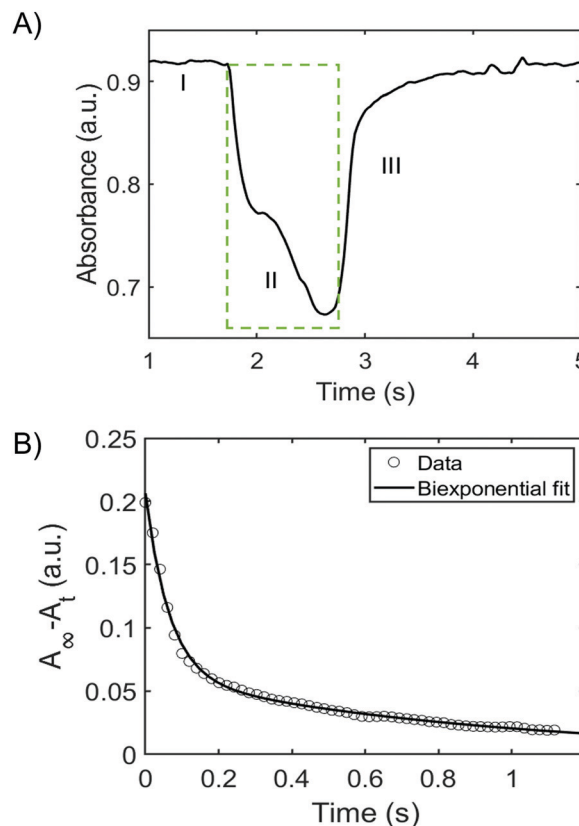 A)
Absorbance (a.u.)
0.9
0.8
0.7
I
II
III
1
2
3
4
5
Time (s)
B)
A∞-At (a.u.)
0.25
0.2
0.15
0.1
0.05
0
Data
Biexponential fit
0
0.2
0.4
0.6
0.8
1
Time (s)